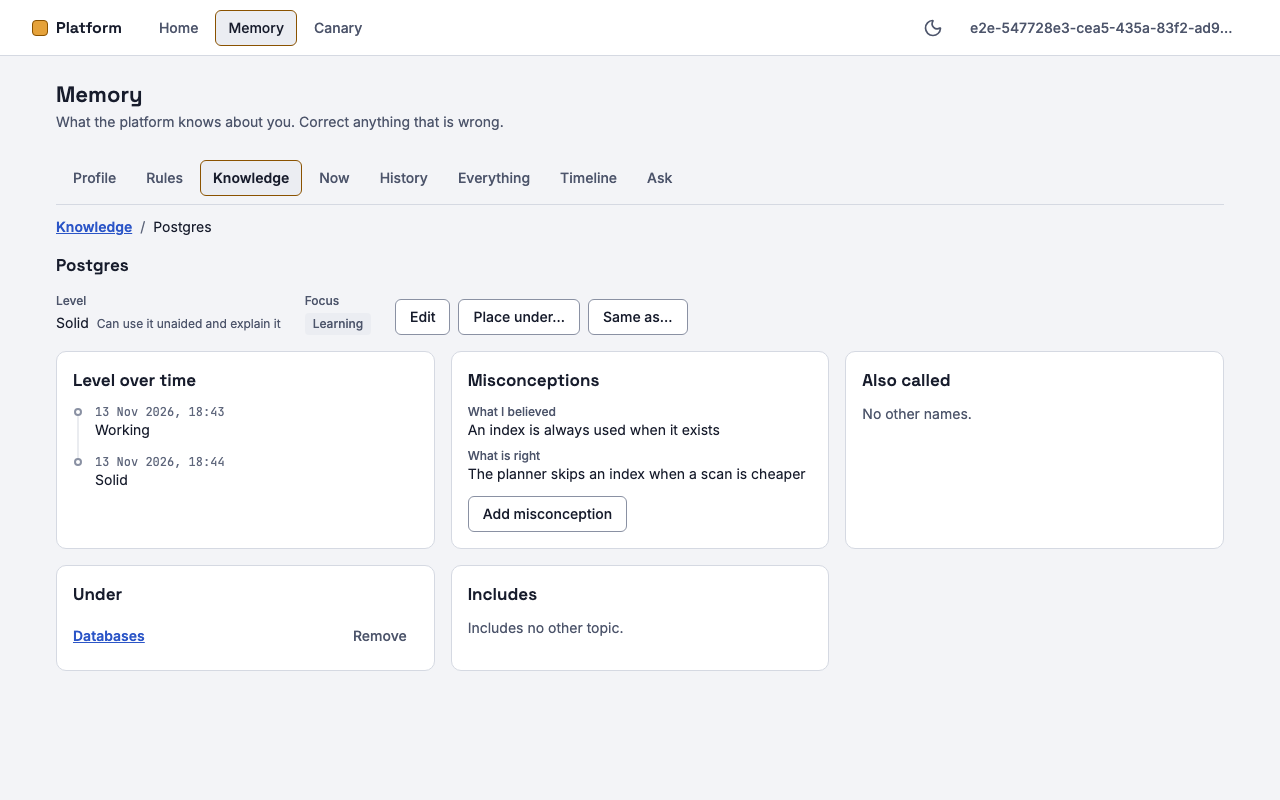 Platform
Home
Memory
Canary
e2e-547728e3-cea5-435a-83f2-ad9...
Memory
What the platform knows about you. Correct anything that is wrong.
Profile
Rules
Knowledge
Now
History
Everything
Timeline
Ask
Knowledge / Postgres
Postgres
Level
Solid Can use it unaided and explain it
Focus
Learning
Edit
Place under...
Same as...
Level over time
13 Nov 2026, 18:43
Working
13 Nov 2026, 18:44
Solid
Misconceptions
What I believed
An index is always used when it exists
What is right
The planner skips an index when a scan is cheaper
Add misconception
Also called
No other names.
Under
Databases
Remove
Includes
Includes no other topic.